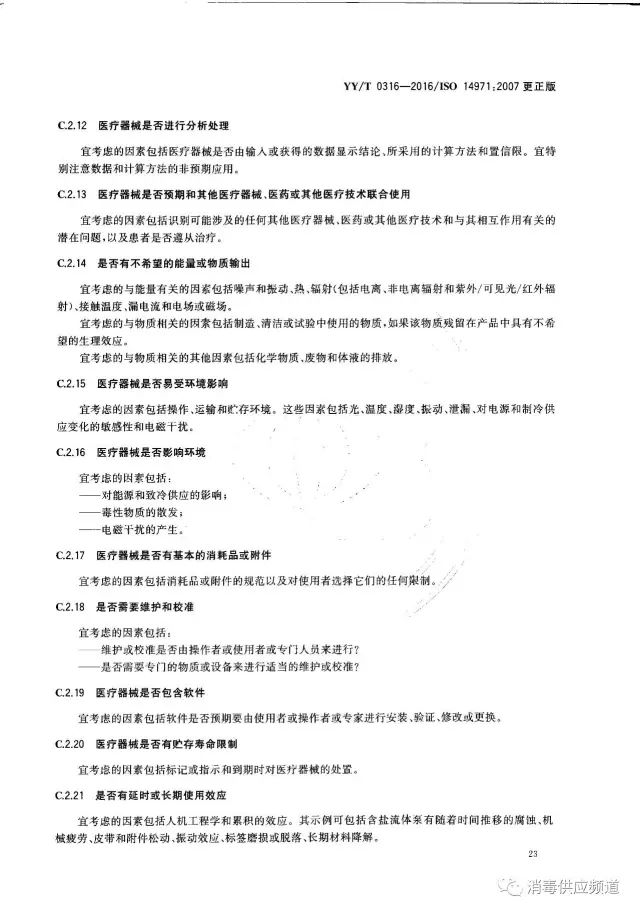 YY/T 0316—2016/ISO 14971:2007 更正版
C.2.12 医疗器械是否进行分析处理
宜考虑的因素包括医疗器械是否由输入或获得的数据显示结论、所采用的计算方法和置信限。宜特
别注意数据和计算方法的非预期应用。
C.2.13 医疗器械是否预期和其他医疗器械、医药或其他医疗技术联合使用
宜考虑的因素包括识别可能涉及的任何其他医疗器械、医药或其他医疗技术和与其相互作用有关的
潜在问题,以及患者是否遵从治疗。
C.2.14 是否有不希望的能量或物质输出
宜考虑的与能量有关的因素包括噪声和振动、热、辐射(包括电离、非电离辐射和紫外/可见光/红外辐
射)、接触温度、漏电流和电场或磁场。
宜考虑的与物质相关的因素包括制造、清洁或试验中使用的物质,如果该物质残留在产品中具有不希
望的生理效应。
宜考虑的与物质相关的其他因素包括化学物质、废物和体液的排放。
C.2.15 医疗器械是否易受环境影响
宜考虑的因素包括操作、运输和贮存环境。这些因素包括光、温度、湿度、振动、泄漏、对电源和制冷供
应变化的敏感性和电磁干扰。
C.2.16 医疗器械是否影响环境
宜考虑的因素包括:
——对能源和致冷供应的影响;
——毒性物质的散发;
——电磁干扰的产生。
C.2.17 医疗器械是否有基本的消耗品或附件
宜考虑的因素包括消耗品或附件的规范以及对使用者选择它们的任何限制。
C.2.18 是否需要维护和校准
宜考虑的因素包括:
——维护或校准是否由操作者或使用者或专门人员来进行?
——是否需要专门的物质或设备来进行适当的维护或校准?
C.2.19 医疗器械是否包含软件
宜考虑的因素包括软件是否预期要由使用者或操作者或专家进行安装、验证、修改或更换。
C.2.20 医疗器械是否有贮存寿命限制
宜考虑的因素包括标记或指示和到期时对医疗器械的处置。
C.2.21 是否有延时或长期使用效应
宜考虑的因素包括人机工程学和累积的效应。其示例可包括含盐流体泵有随着时间推移的腐蚀、机
械疲劳、皮带和附件松动、振动效应、标签磨损或脱落、长期材料降解。
23
消毒供应频道